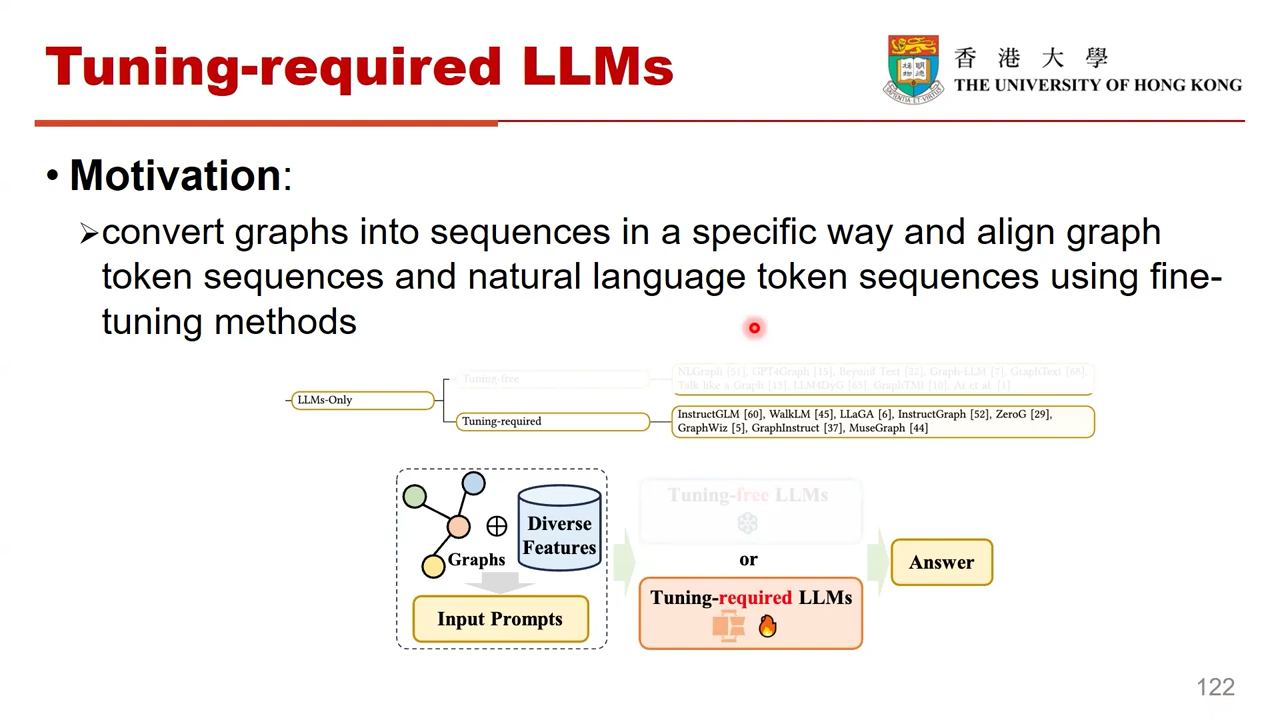 Tuning-required LLMs
香 港 大 學
THE UNIVERSITY OF HONG KONG
• Motivation:
➢convert graphs into sequences in a specific way and align graph
token sequences and natural language token sequences using fine-
tuning methods
Tuning-free
NLGraph [51], GPT4Graph [15], Beyond Text [22], Graph-LLM [7], GraphText [68],
Talk like a Graph [13], LLM4DyG [65], GraphTMI [10], Ai et al. [1]
LLMs-Only
Tuning-required
InstructGLM [60], WalkLM [45], LLaGA [6], InstructGraph [52], ZeroG [29],
GraphWiz [5], GraphInstruct [37], MuseGraph [44]
Graphs
Diverse
Features
Input Prompts
Tuning-free LLMs
or
Tuning-required LLMs
Answer
122